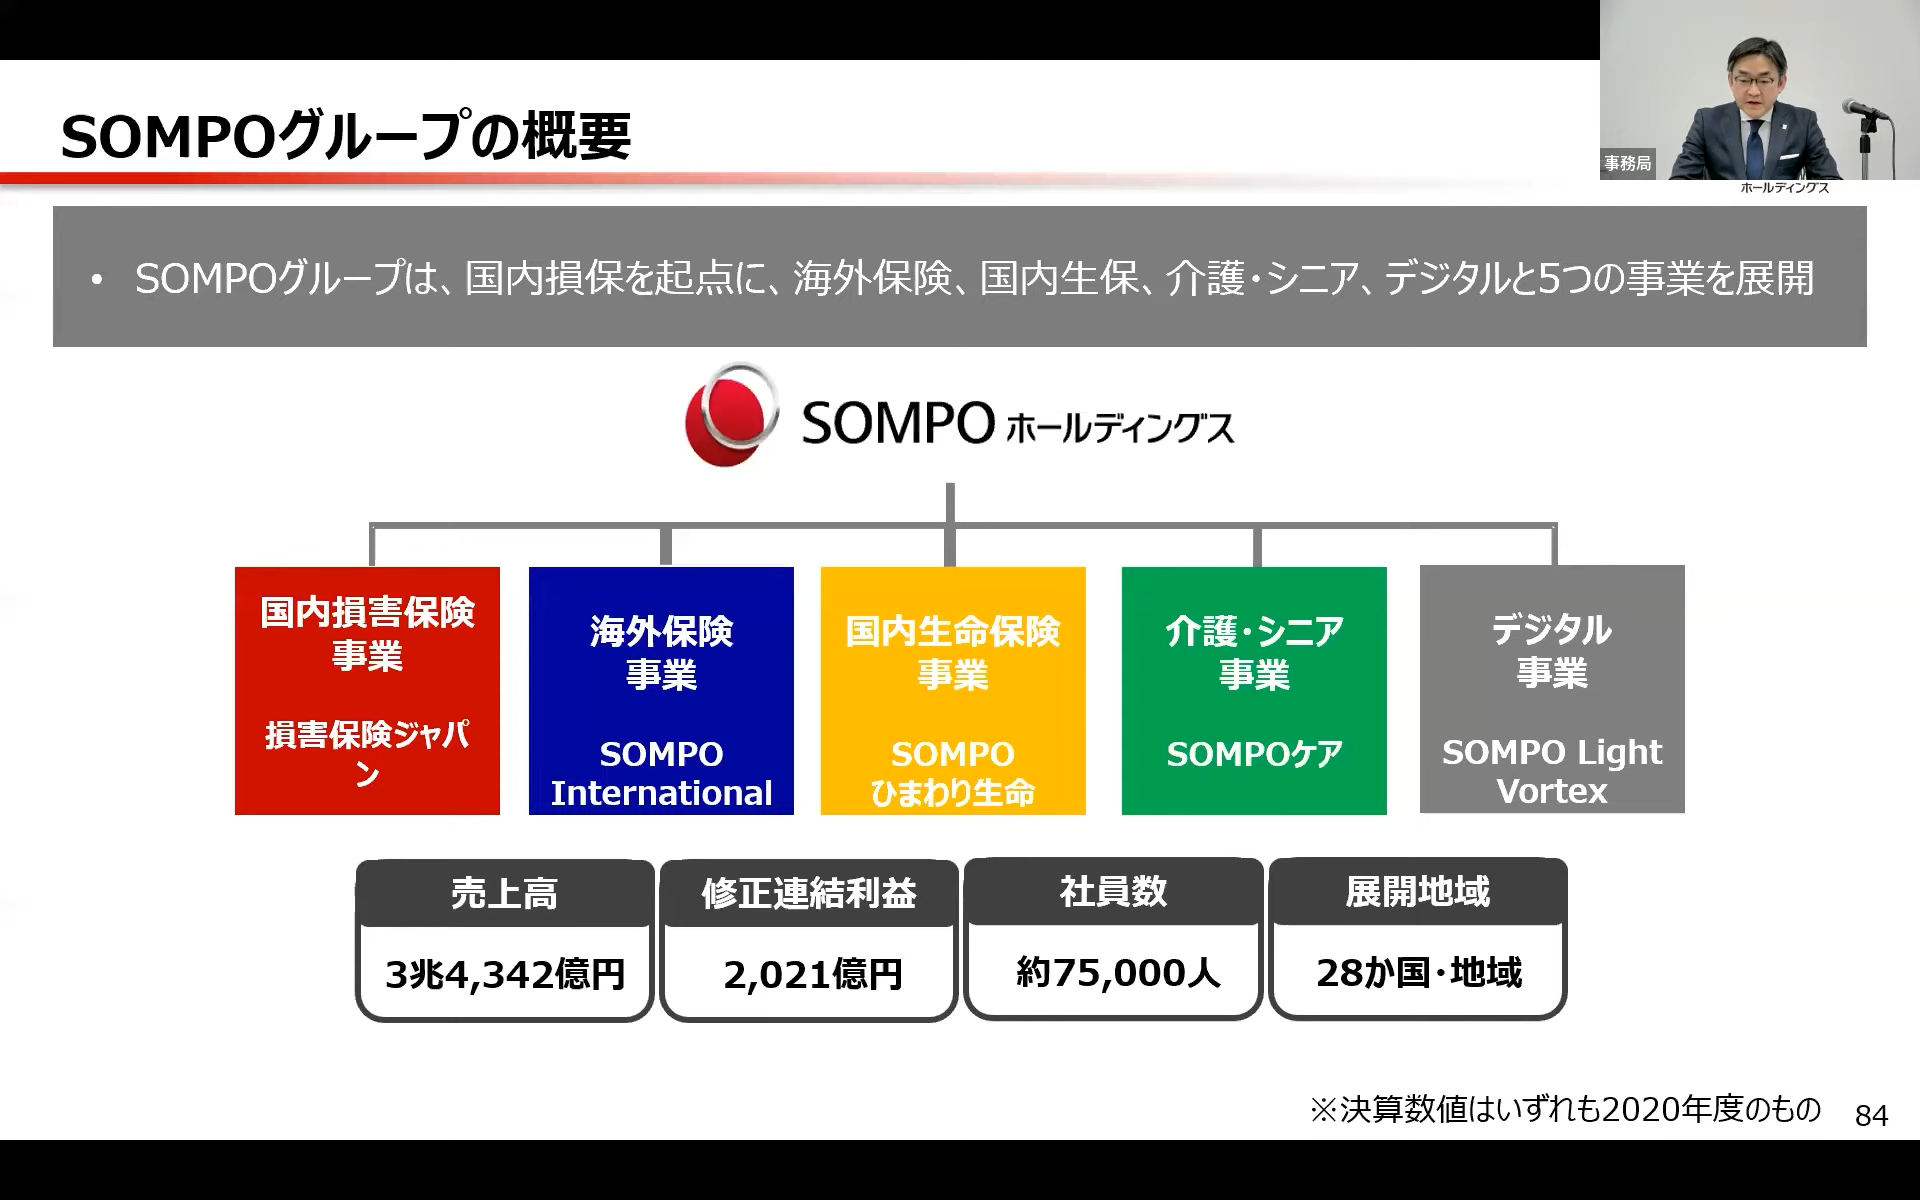 SOMPOグループの概要
事務局
ホールディングス
• SOMPOグループは、国内損保を起点に、海外保険、国内生保、介護・シニア、デジタルと5つの事業を展開
SOMPO ホールディングス
国内損害保険
事業
損害保険ジャパ
ン
海外保険
事業
SOMPO
International
国内生命保険
事業
SOMPO
ひまわり生命
介護・シニア
事業
SOMPOケア
デジタル
事業
SOMPO Light
Vortex
売上高
3兆4,342億円
修正連結利益
2,021億円
社員数
約75,000人
展開地域
28か国・地域
※決算数値はいずれも2020年度のもの
84